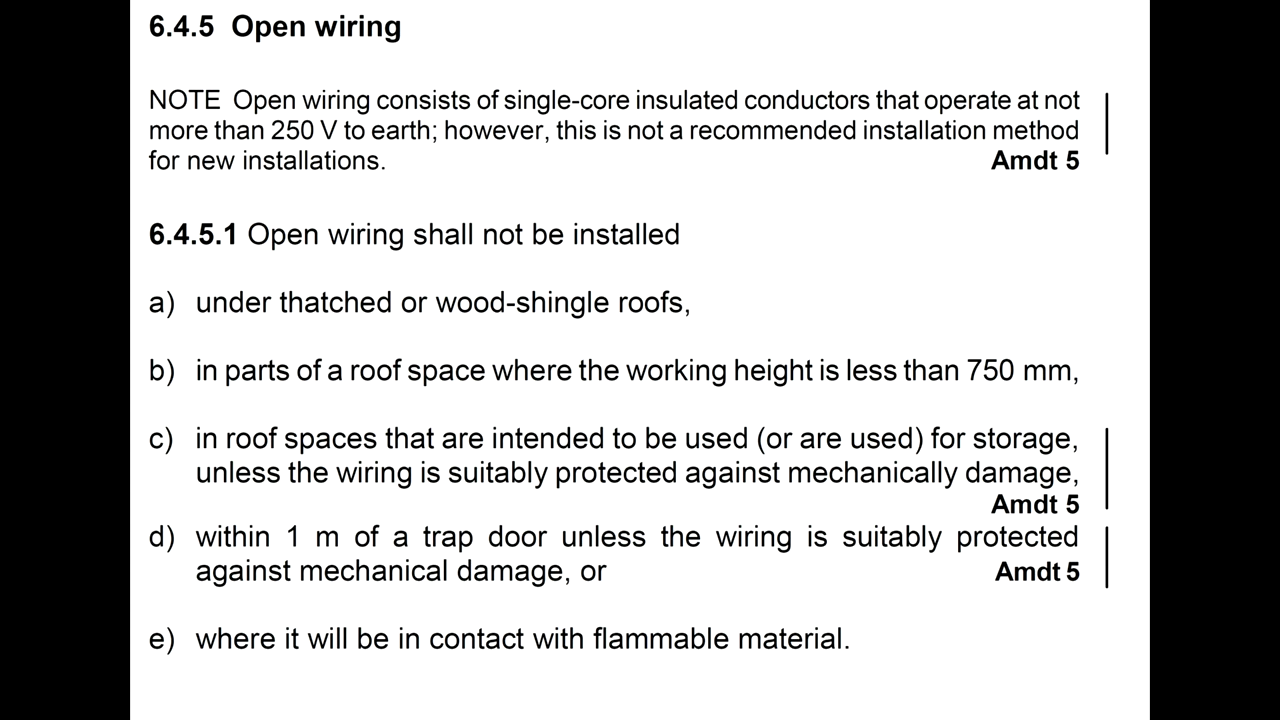 6.4.5 Open wiring
NOTE Open wiring consists of single-core insulated conductors that operate at not
more than 250 V to earth; however, this is not a recommended installation method
for new installations. Amdt 5
6.4.5.1 Open wiring shall not be installed
a) under thatched or wood-shingle roofs,
b) in parts of a roof space where the working height is less than 750 mm,
c) in roof spaces that are intended to be used (or are used) for storage,
unless the wiring is suitably protected against mechanically damage,
Amdt 5
d) within 1 m of a trap door unless the wiring is suitably protected
against mechanical damage, or Amdt 5
e) where it will be in contact with flammable material.